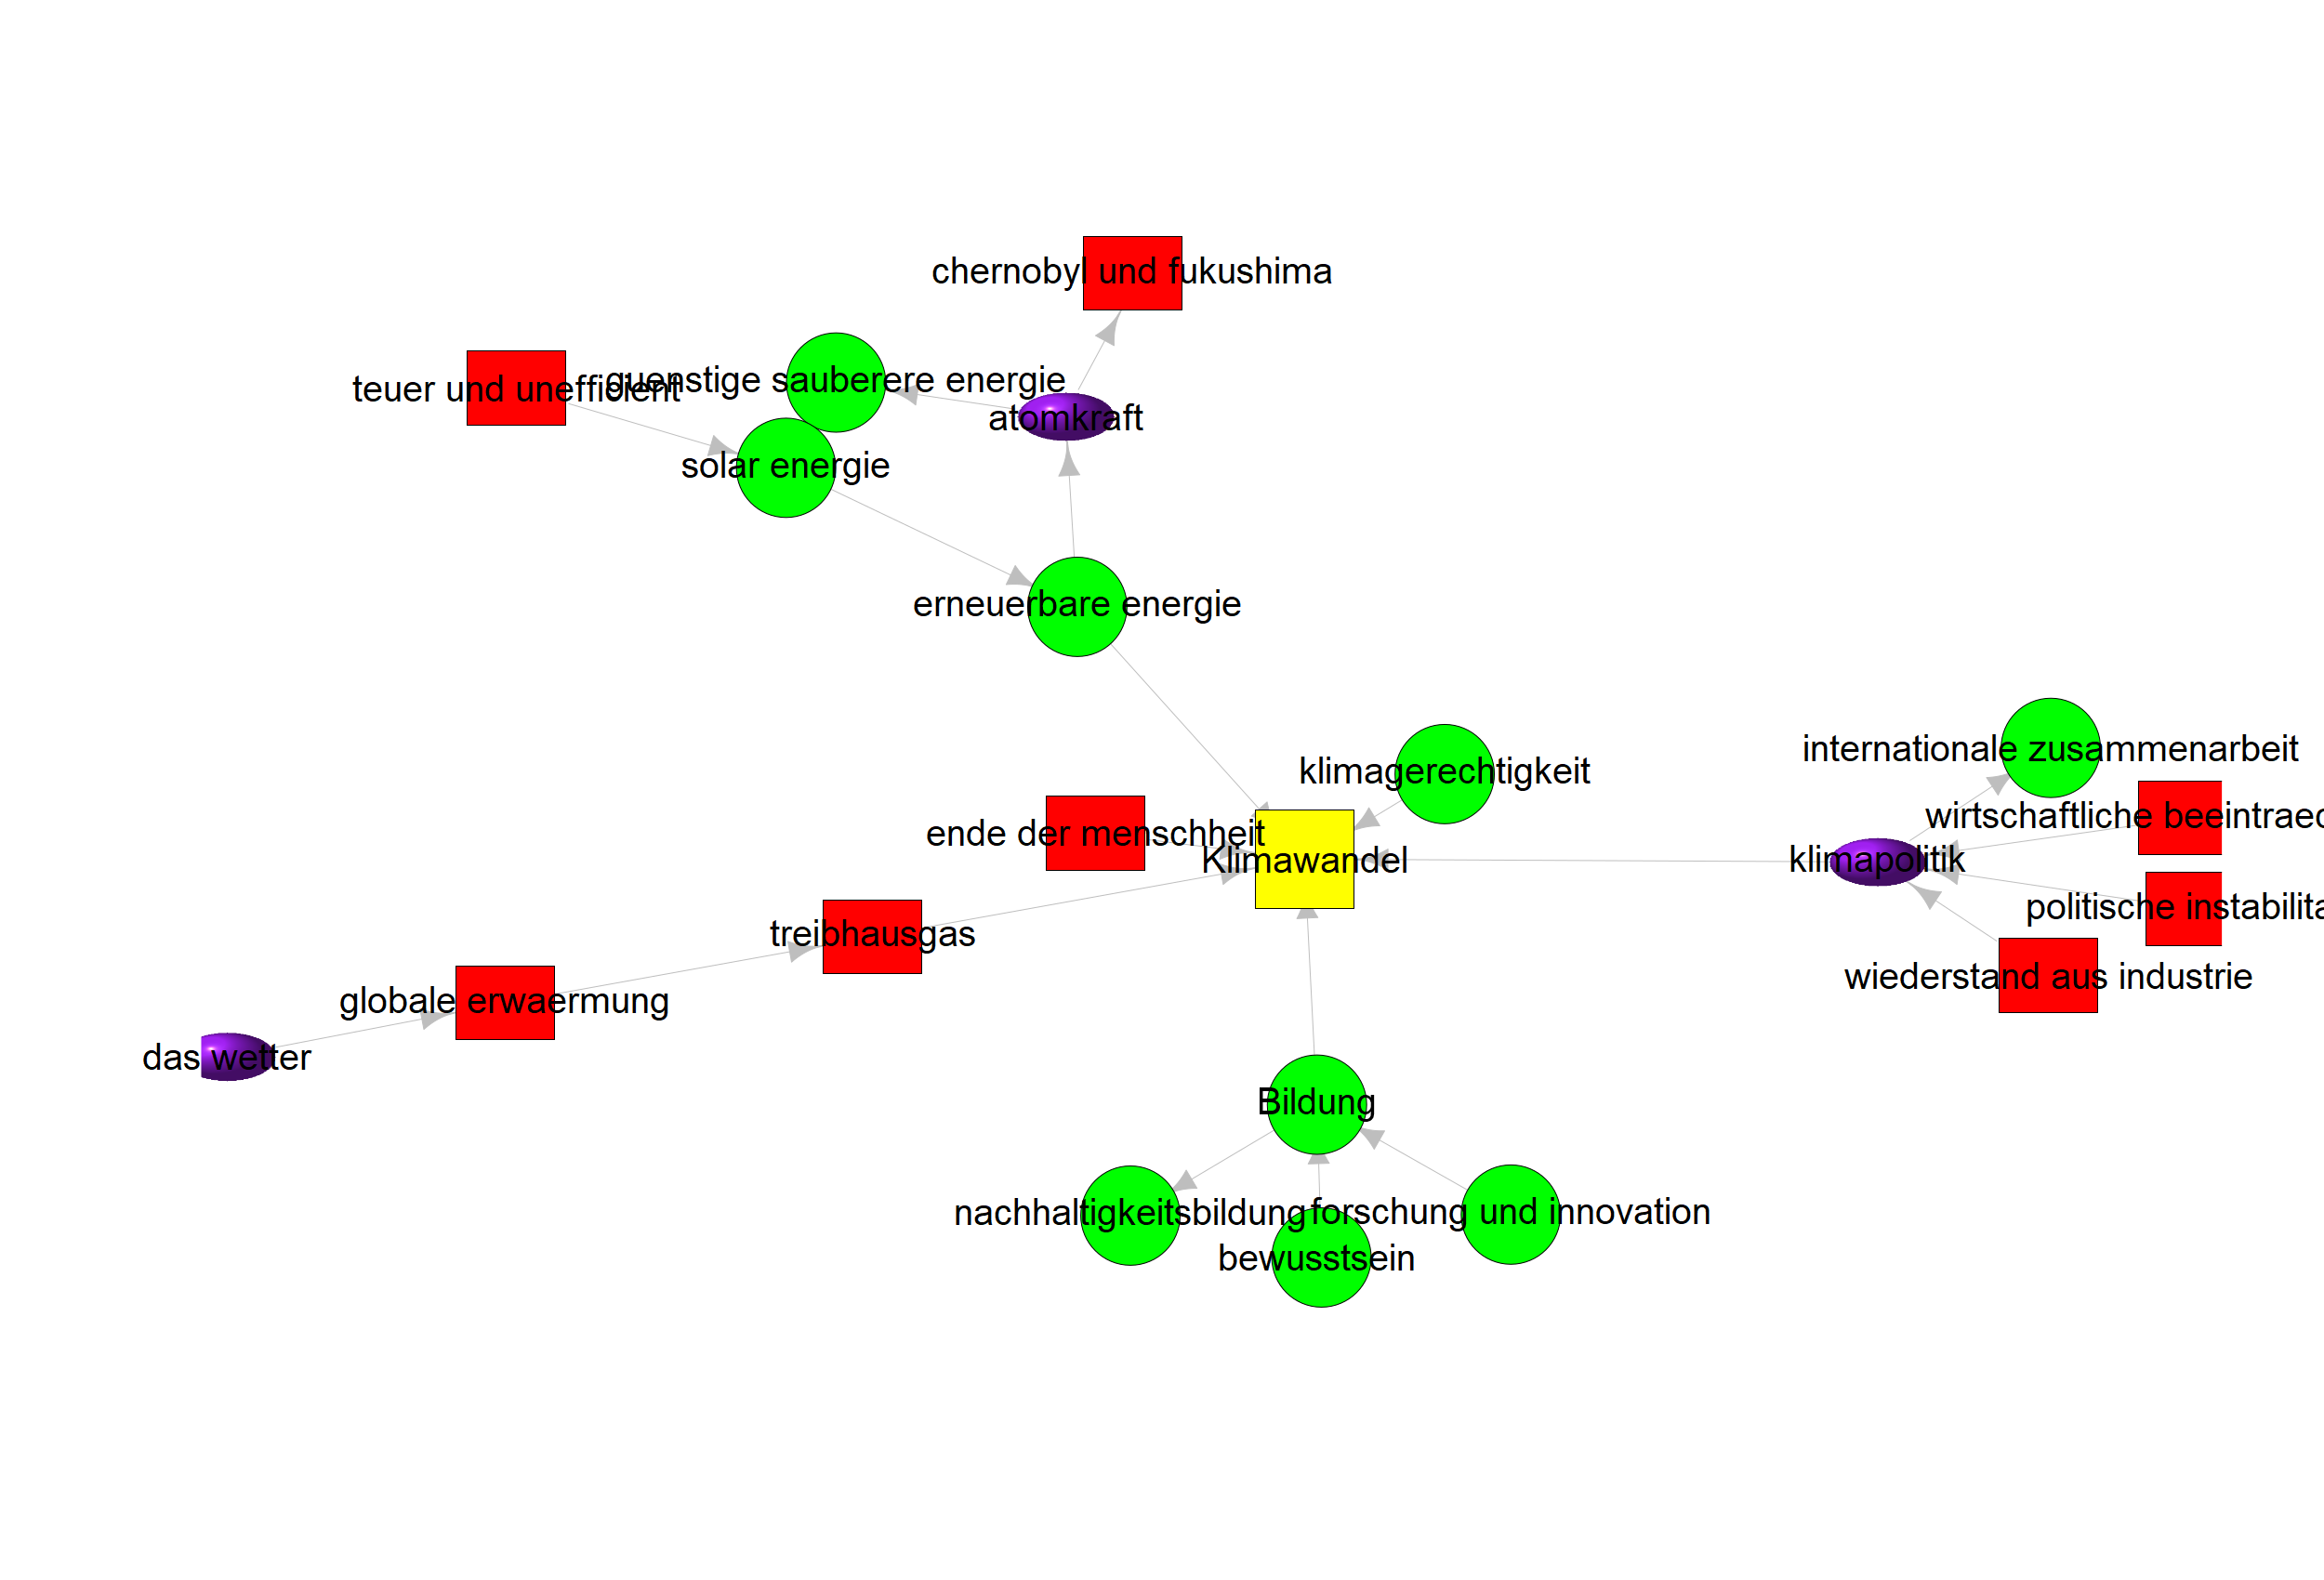 chernobyl und fukushima
guenstige sauberere energie
teuer und unefficient
atomkraft
solar energie
erneuerbare energie
internationale zusammenarbeit
klimagerechtigkeit
wirtschaftliche beeintraec
ende der menschheit
Klimawandel
klimapolitik
politische instabilita
treibhausgas
wiederstand aus industrie
globale erwaermung
das wetter
Bildung
nachhaltigkeitsbildung
forschung und innovation
bewusstsein